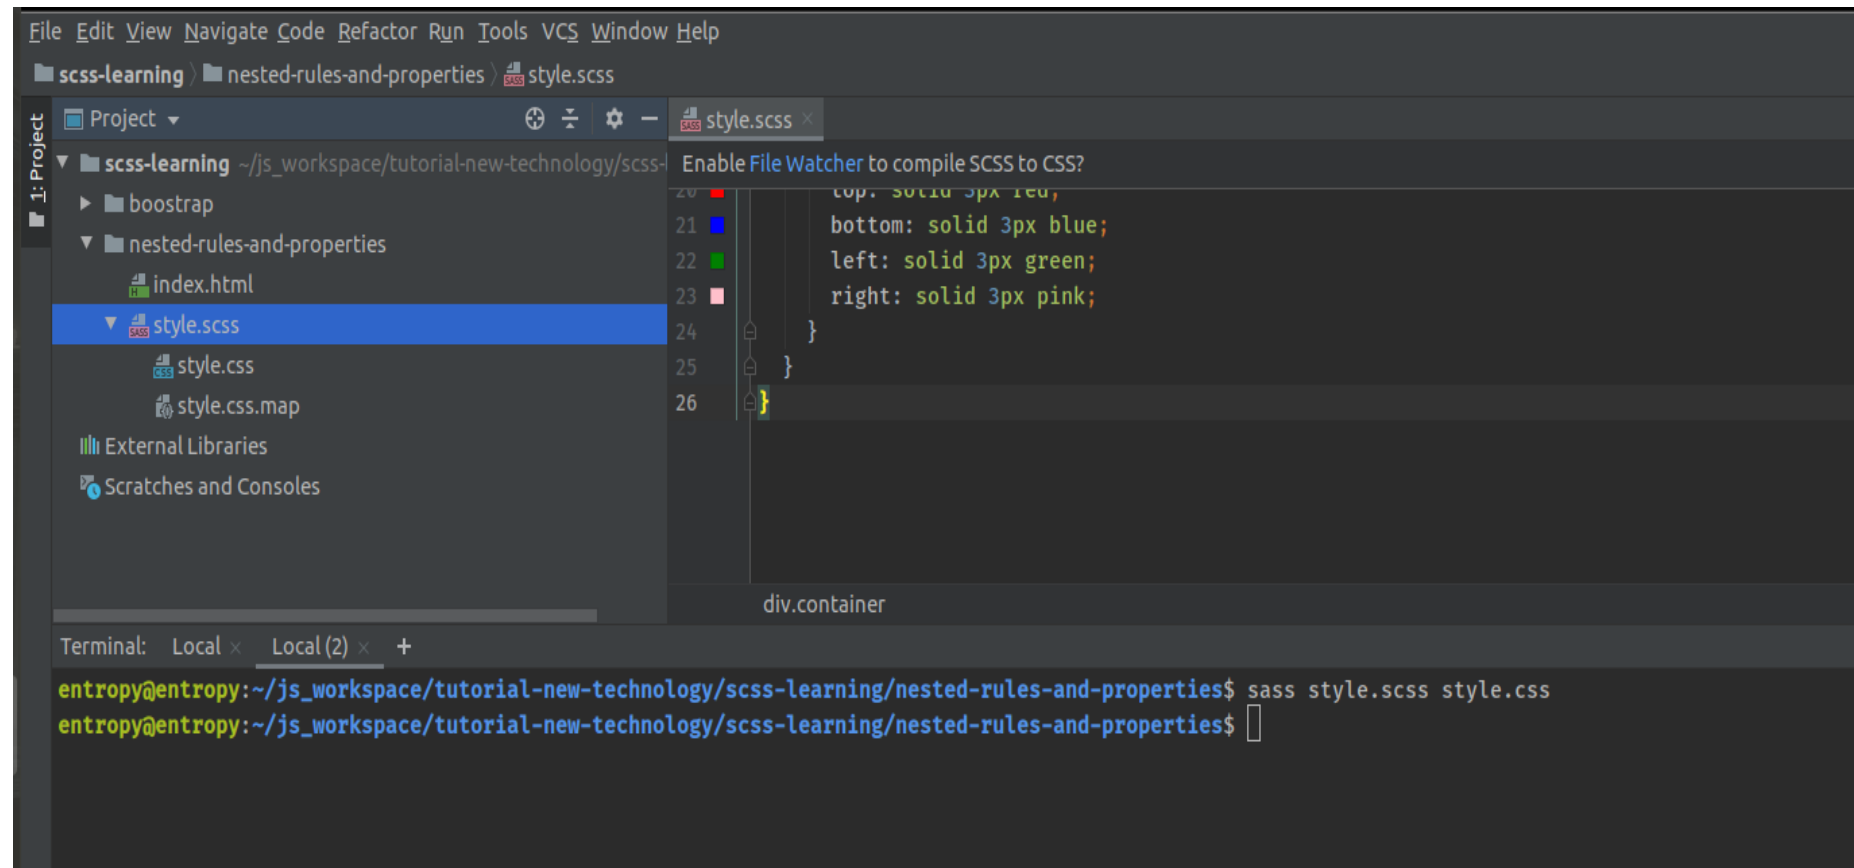 File Edit View Navigate Code Refactor Run Tools VCS Window Help
scss-learning nested-rules-and-properties style.scss
1: Project
Project
scss-learning ~/js_workspace/tutorial-new-technology/scss-
boostrap
nested-rules-and-properties
index.html
style.scss
style.css
style.css.map
External Libraries
Scratches and Consoles
style.scss
Enable File Watcher to compile SCSS to CSS?
20 top: solid 3px red;
21 bottom: solid 3px blue;
22 left: solid 3px green;
23 right: solid 3px pink;
24 }
25 }
26 }
div.container
Terminal: Local × Local (2) × +
entropy@entropy:~/js_workspace/tutorial-new-technology/scss-learning/nested-rules-and-properties$ sass style.scss style.css
entropy@entropy:~/js_workspace/tutorial-new-technology/scss-learning/nested-rules-and-properties$